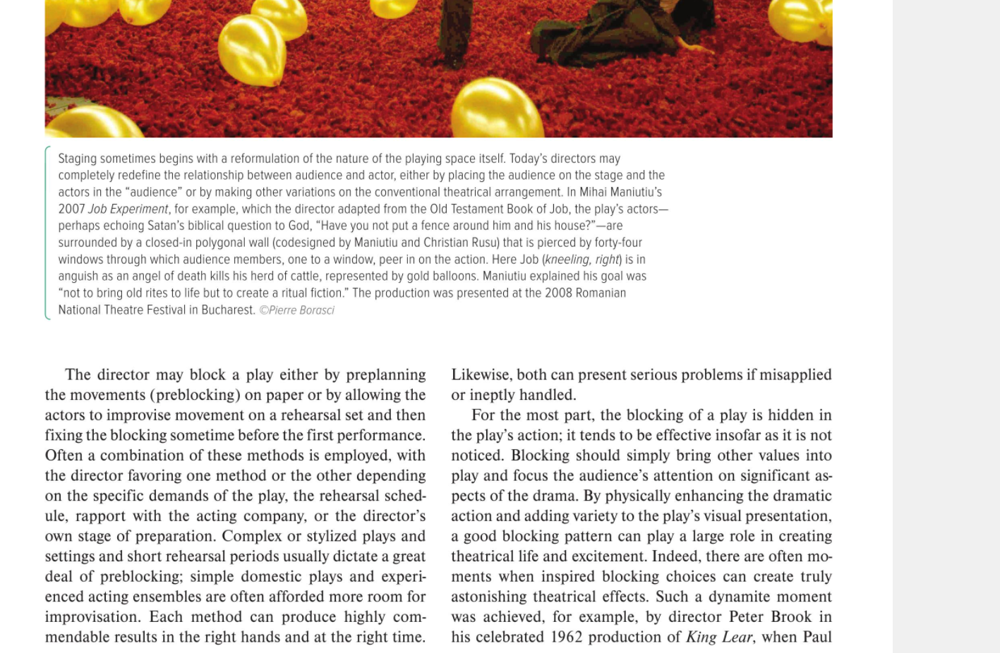 Staging sometimes begins with a reformulation of the nature of the playing space itself. Today’s directors may
completely redefine the relationship between audience and actor, either by placing the audience on the stage and the
actors in the “audience” or by making other variations on the conventional theatrical arrangement. In Mihai Maniutiu’s
2007 Job Experiment, for example, which the director adapted from the Old Testament Book of Job, the play’s actors—
perhaps echoing Satan’s biblical question to God, “Have you not put a fence around him and his house?”—are
surrounded by a closed-in polygonal wall (codesigned by Maniutiu and Christian Rusu) that is pierced by forty-four
windows through which audience members, one to a window, peer in on the action. Here Job (kneeling, right) is in
anguish as an angel of death kills his herd of cattle, represented by gold balloons. Maniutiu explained his goal was
“not to bring old rites to life but to create a ritual fiction.” The production was presented at the 2008 Romanian
National Theatre Festival in Bucharest. ©Pierre Borasci
The director may block a play either by preplanning
the movements (preblocking) on paper or by allowing the
actors to improvise movement on a rehearsal set and then
fixing the blocking sometime before the first performance.
Often a combination of these methods is employed, with
the director favoring one method or the other depending
on the specific demands of the play, the rehearsal sched-
ule, rapport with the acting company, or the director’s
own stage of preparation. Complex or stylized plays and
settings and short rehearsal periods usually dictate a great
deal of preblocking; simple domestic plays and experi-
enced acting ensembles are often afforded more room for
improvisation. Each method can produce highly com-
mendable results in the right hands and at the right time.
Likewise, both can present serious problems if misapplied
or ineptly handled.
For the most part, the blocking of a play is hidden in
the play’s action; it tends to be effective insofar as it is not
noticed. Blocking should simply bring other values into
play and focus the audience’s attention on significant as-
pects of the drama. By physically enhancing the dramatic
action and adding variety to the play’s visual presentation,
a good blocking pattern can play a large role in creating
theatrical life and excitement. Indeed, there are often mo-
ments when inspired blocking choices can create truly
astonishing theatrical effects. Such a dynamite moment
was achieved, for example, by director Peter Brook in
his celebrated 1962 production of King Lear, when Paul